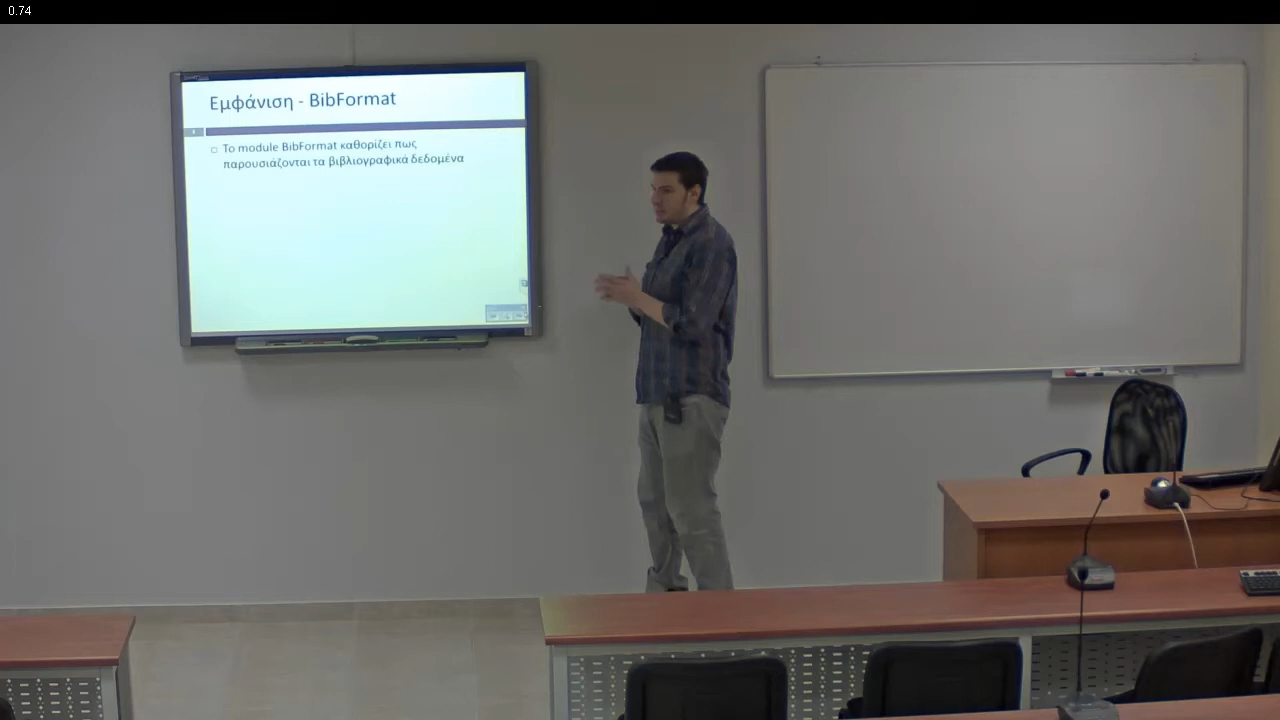 0.74
Εμφάνιση - BibFormat
Το module BibFormat καθορίζει πως
παρουσιάζονται τα βιβλιογραφικά δεδομένα